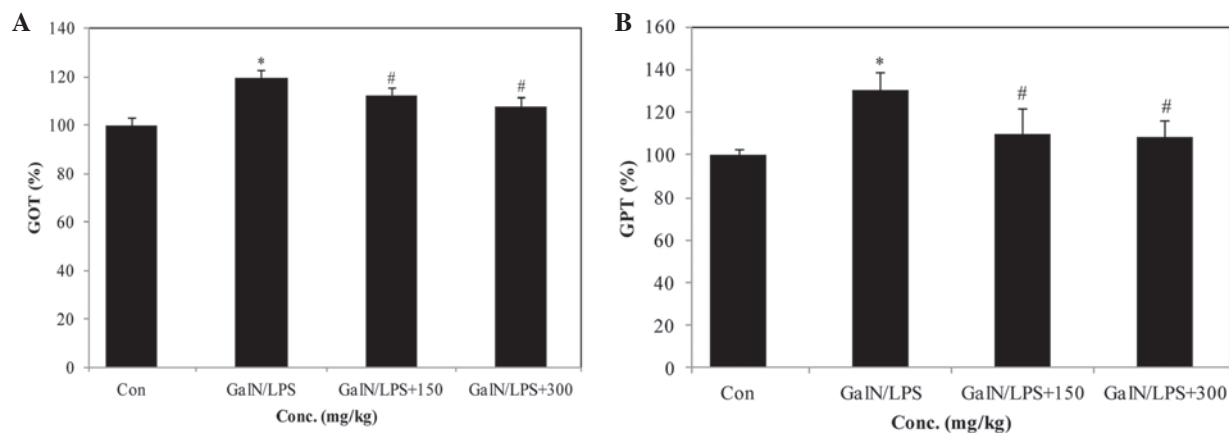 A
GOT (%)
140
120
100
80
60
40
20
0
*
#
#
Con
GalN/LPS
GalN/LPS+150
GalN/LPS+300
Conc. (mg/kg)
B
GPT (%)
160
140
120
100
80
60
40
20
0
*
#
#
Con
GalN/LPS
GalN/LPS+150
GalN/LPS+300
Conc. (mg/kg)